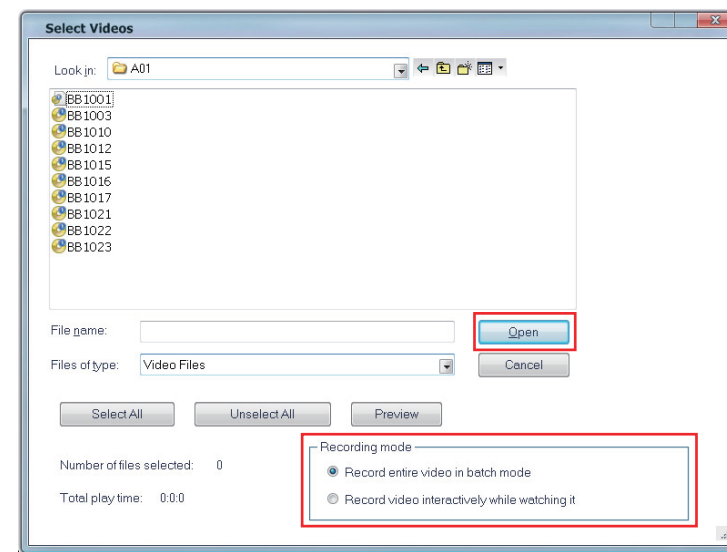 Select Videos
Look in: A01
BB1001
BB1003
BB1010
BB1012
BB1015
BB1016
BB1017
BB1021
BB1022
BB1023
File name: Open
Files of type: Video Files Cancel
Select All Unselect All Preview
Recording mode
Number of files selected: 0
Record entire video in batch mode
Total play time: 0:0:0
Record video interactively while watching it